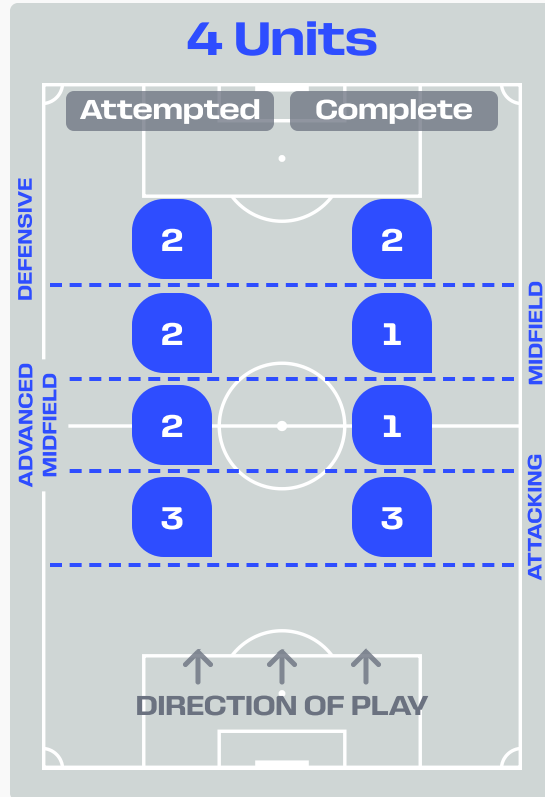 4 Units
Attempted
Complete
DEFENSIVE
2
2
MIDFIELD
2
1
ADVANCED
MIDFIELD
2
1
ATTACKING
3
3
DIRECTION OF PLAY